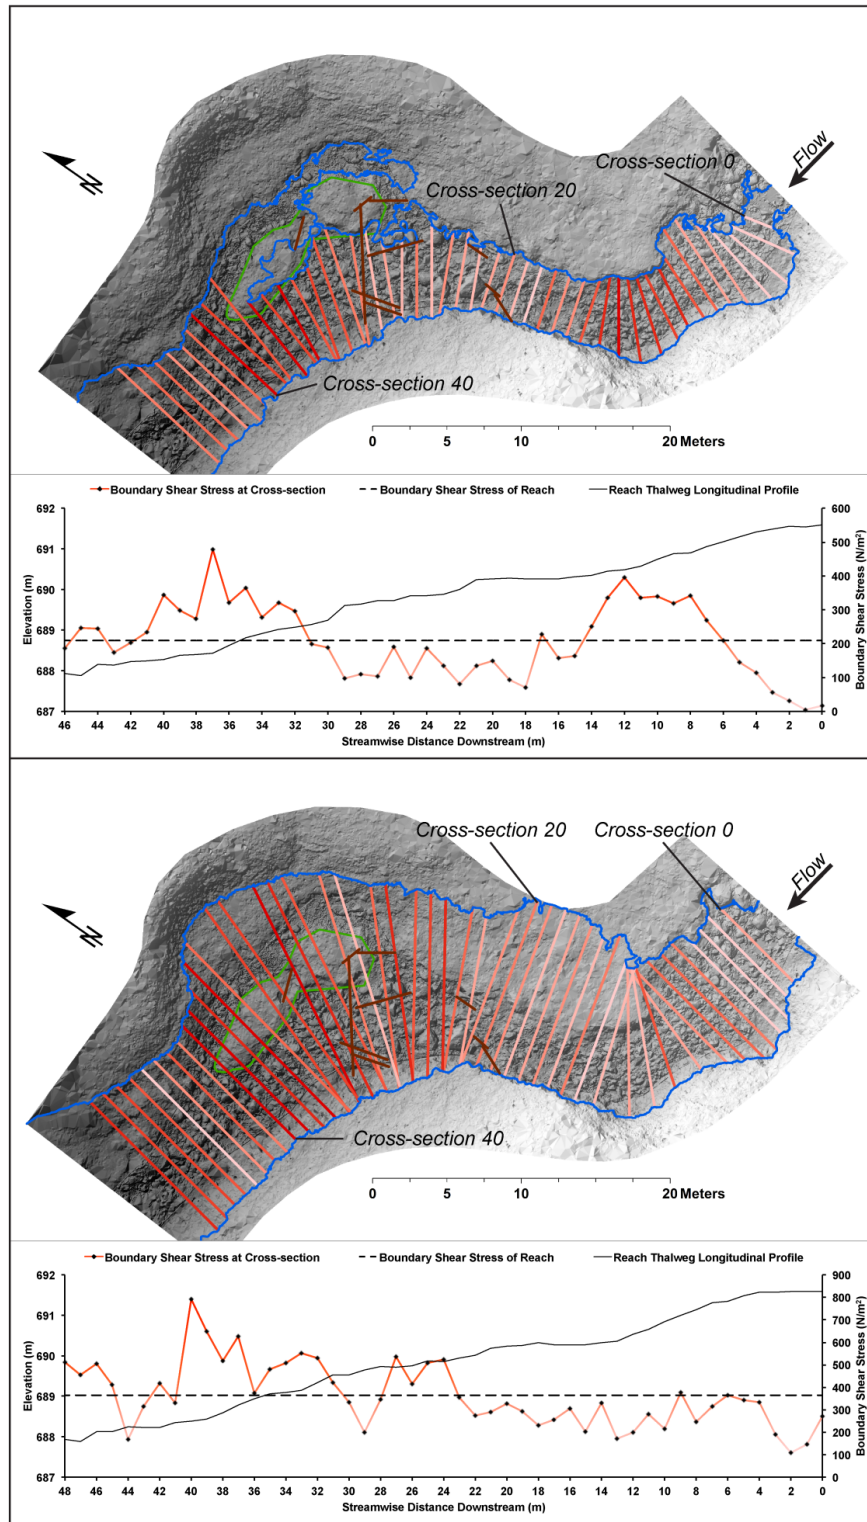 Flow
Cross-section 0
Cross-section 20
N
Cross-section 40
0 5 10 20 Meters
Boundary Shear Stress at Cross-section Boundary Shear Stress of Reach Reach Thalweg Longitudinal Profile
692 600
691 500
690 400
689 300
688 200
687 100
0
Elevation (m)
Boundary Shear Stress (N/m²)
46 44 42 40 38 36 34 32 30 28 26 24 22 20 18 16 14 12 10 8 6 4 2 0
Streamwise Distance Downstream (m)
Cross-section 20 Cross-section 0
Flow
N
Cross-section 40
0 5 10 20 Meters
Boundary Shear Stress at Cross-section Boundary Shear Stress of Reach Reach Thalweg Longitudinal Profile
692 900
691 800
690 700
689 600
688 500
687 400
300
200
100
0
Elevation (m)
Boundary Shear Stress (N/m²)
48 46 44 42 40 38 36 34 32 30 28 26 24 22 20 18 16 14 12 10 8 6 4 2 0
Streamwise Distance Downstream (m)